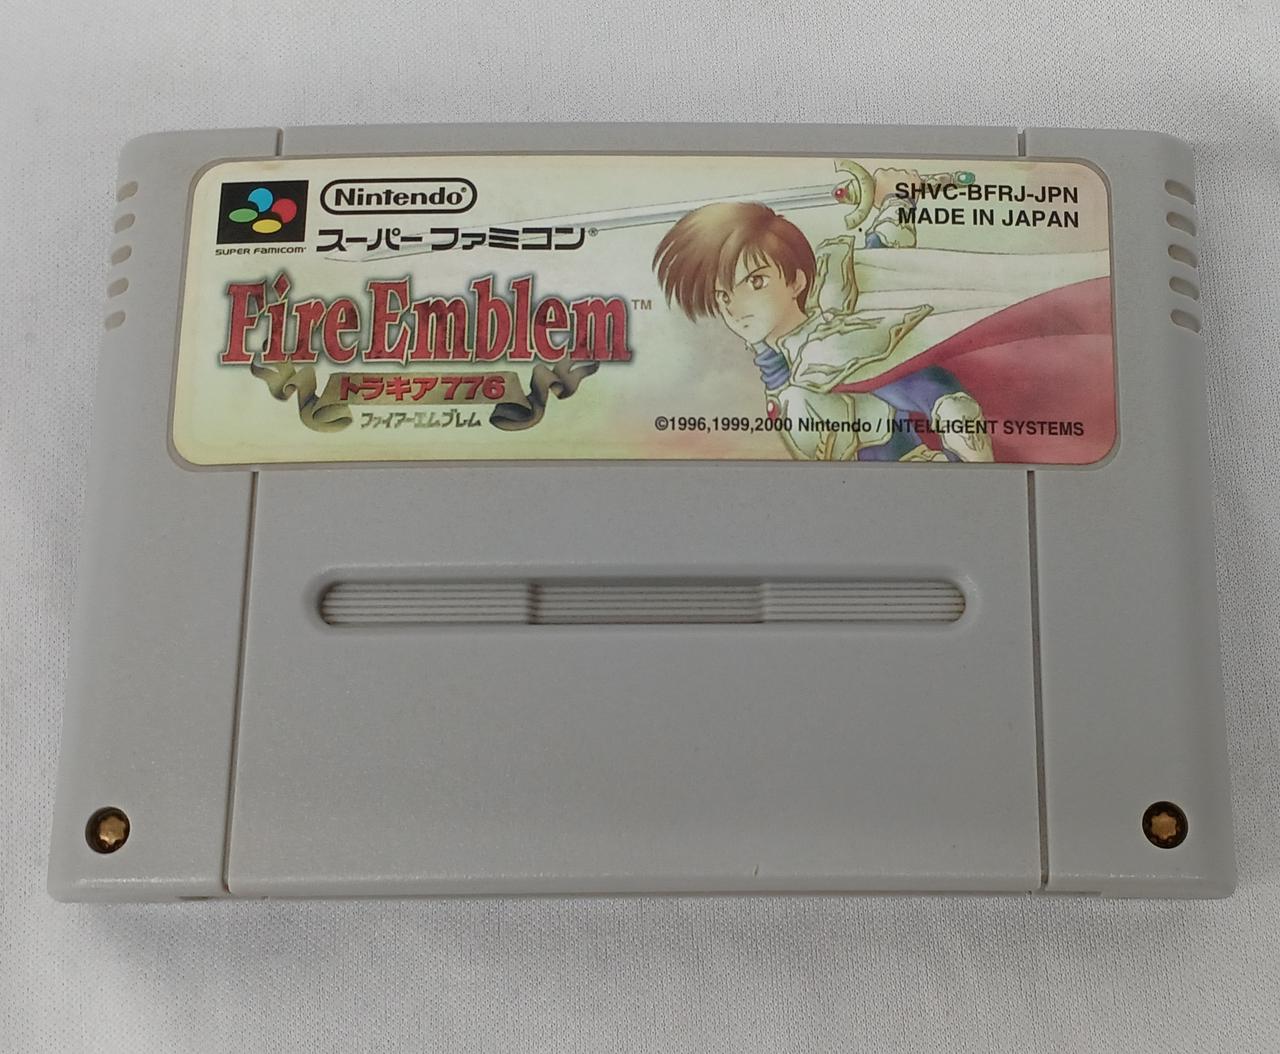 Nintendo®
SUPER FAMICOM™
スーパーファミコン®
SHVC-BFRJ-JPN
MADE IN JAPAN
Fire Emblem™
トラキア776
ファイアーエムブレム
©1996,1999,2000 Nintendo / INTELLIGENT SYSTEMS